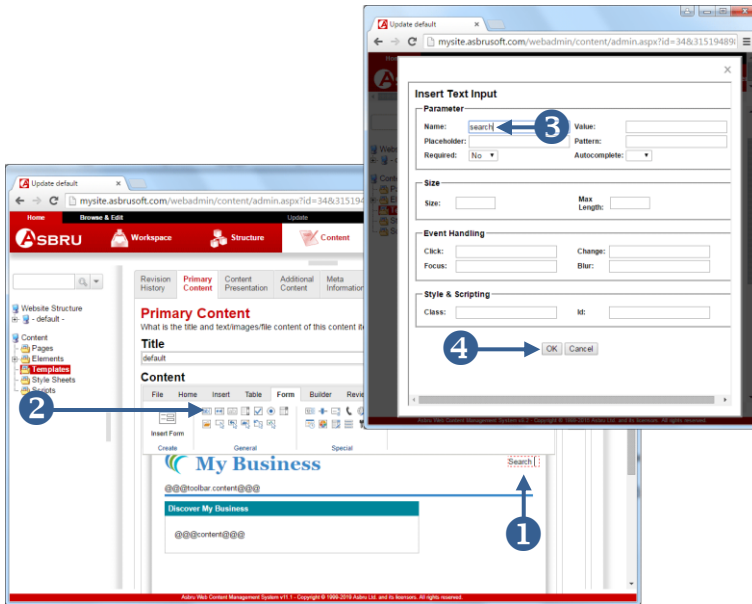 Update default
mysite.asbrusoft.com/webadmin/content/admin.aspx?id=34&3151948
Insert Text Input
Parameter
Name: search 3 Value:
Placeholder: Pattern:
Required: No Autocomplete:
Size
Size: Max Length:
Event Handling
Click: Change:
Focus: Blur:
Style & Scripting
Class: Id:
4 OK Cancel
Update default
mysite.asbrusoft.com/webadmin/content/admin.aspx?id=34&315194
Home Browse & Edit Update
ASBRU Workspace Structure Content
Revision History Primary Content Content Presentation Additional Content Meta Information
Website Structure
- default -
Content
Pages
Elements
Templates
Style Sheets
Scripts
Primary Content
What is the title and text/images/file content of this content
Title
default
Content
File Home Insert Table Form Builder
2
Insert Form
Create General Special
My Business Search
@@@toolbar.content@@@
Discover My Business
@@@content@@@
1
Asbru Web Content Management System v11.1 - Copyright © 1999-2019 Asbru Ltd. and its licensors. All rights reserved.